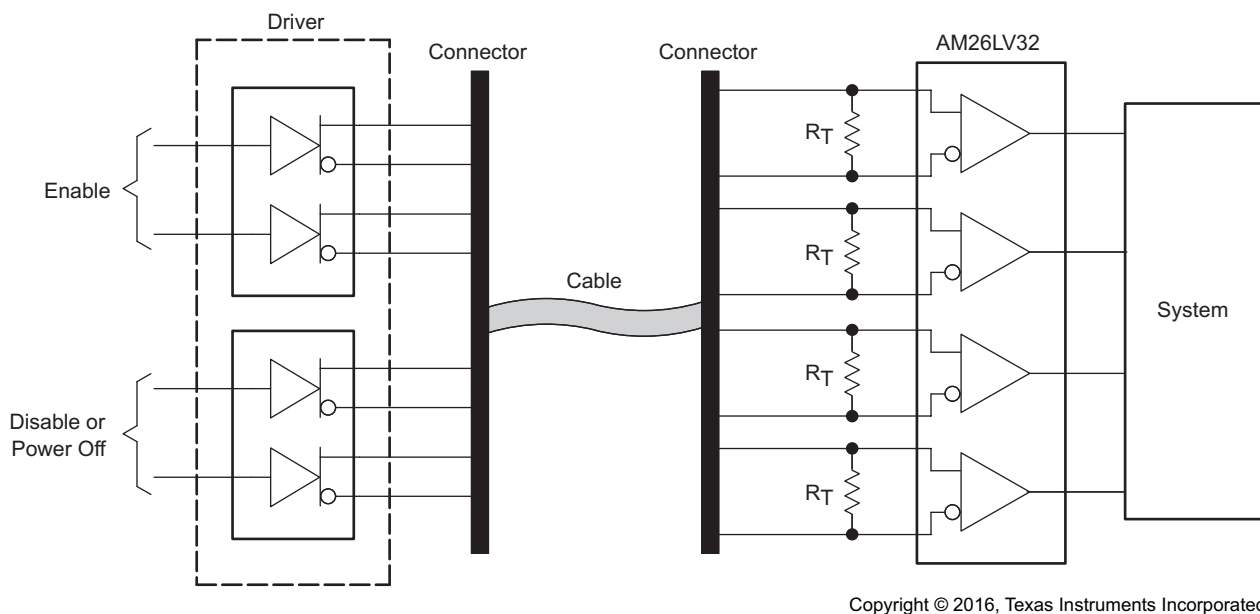 Driver
Connector
Connector
AM26LV32
Enable
Disable or
Power Off
Cable
RT
RT
RT
RT
System
Copyright © 2016, Texas Instruments Incorporated